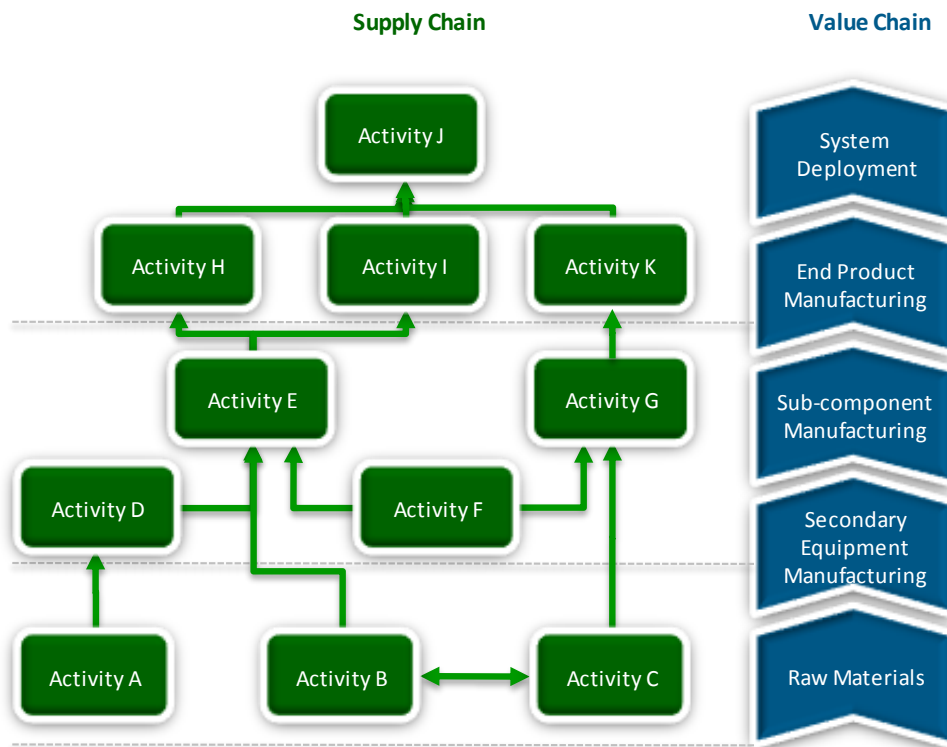 Supply Chain
Value Chain
Activity J
System
Deployment
Activity H
Activity I
Activity K
End Product
Manufacturing
Activity E
Activity G
Sub-component
Manufacturing
Activity D
Activity F
Secondary
Equipment
Manufacturing
Activity A
Activity B
Activity C
Raw Materials